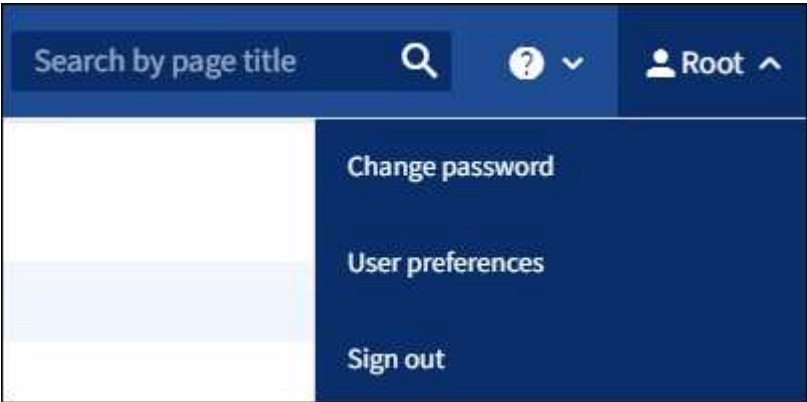 Search by page title
? Root
Change password
User preferences
Sign out